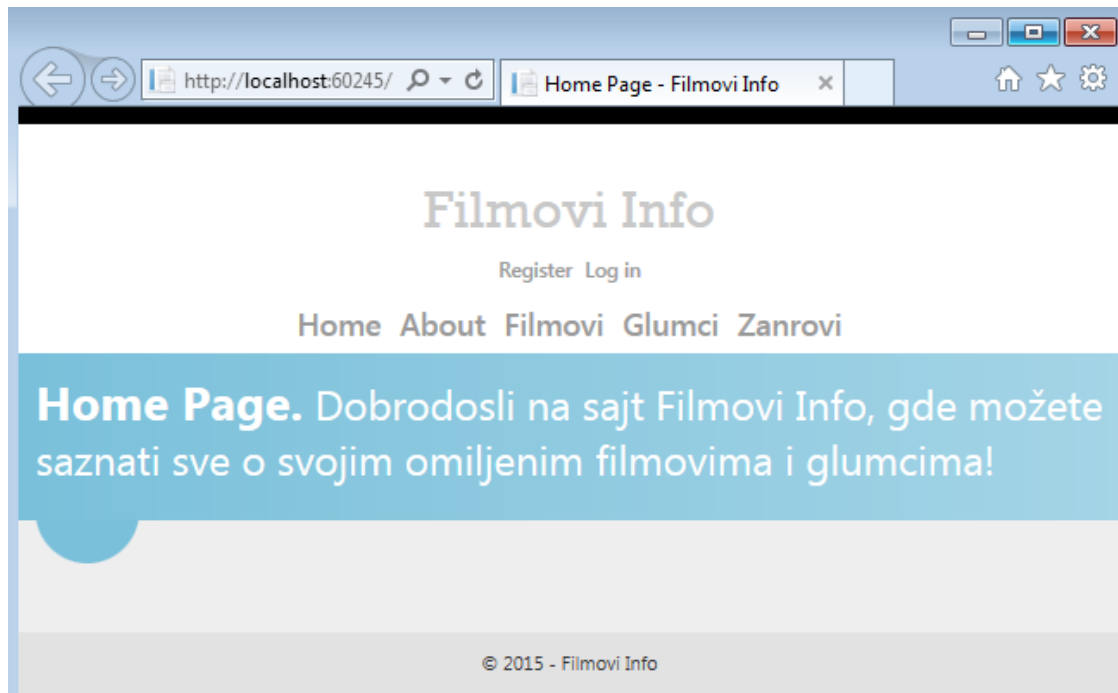 http://localhost:60245/
Home Page - Filmovi Info
Filmovi Info
Register Log in
Home About Filmovi Glumci Zanrovi
Home Page. Dobrodosli na sajt Filmovi Info, gde možete
saznati sve o svojim omiljenim filmovima i glumcima!
© 2015 - Filmovi Info